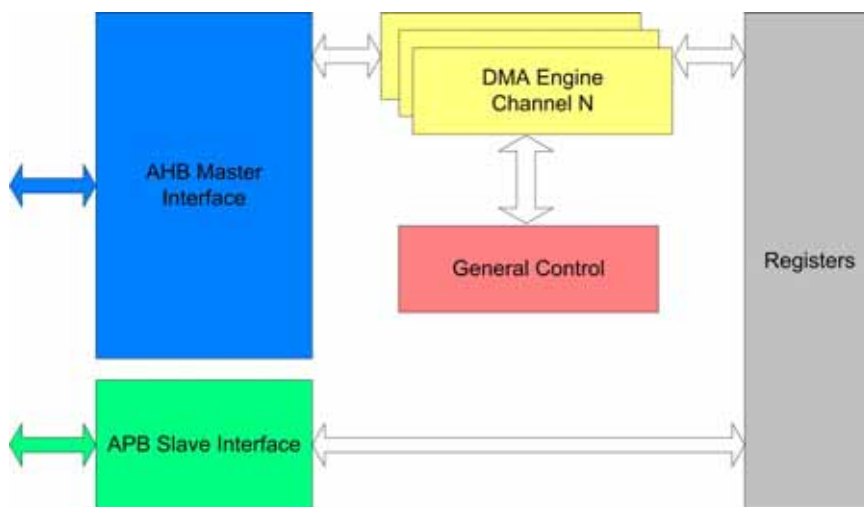 DMA Engine
Channel N
AHB Master
Interface
General Control
Registers
APB Slave Interface